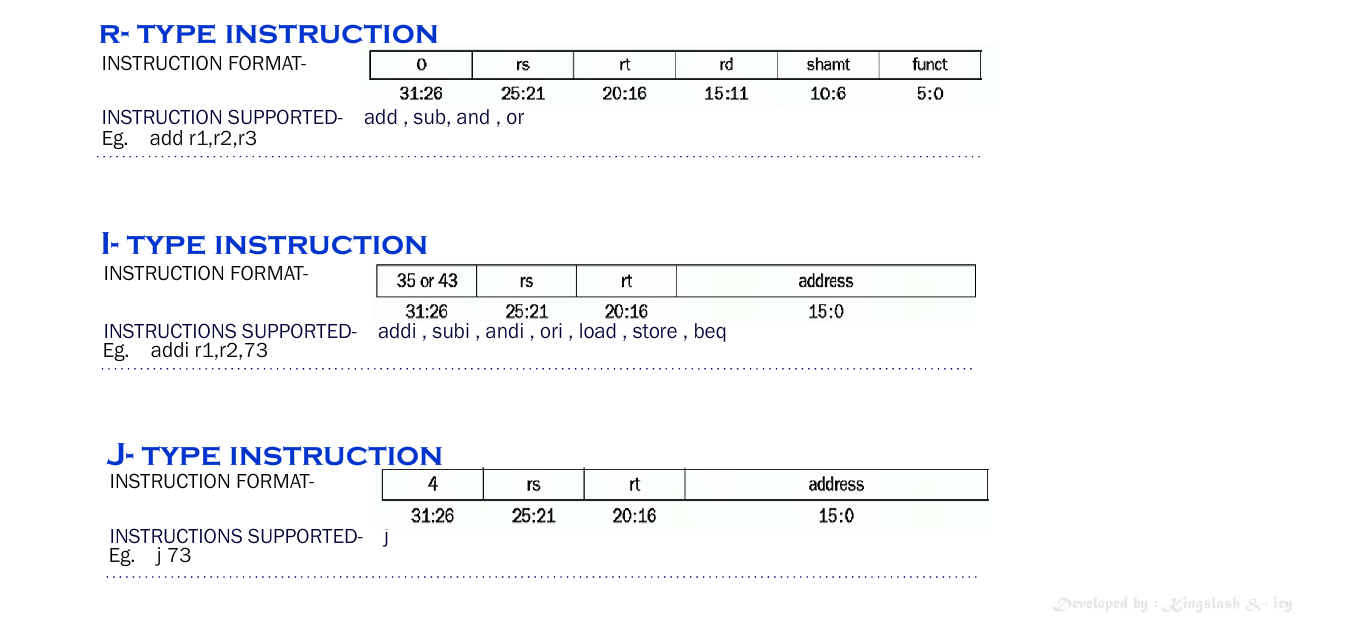 R- TYPE INSTRUCTION
INSTRUCTION FORMAT-
0 rs rt rd shamt funct
31:26 25:21 20:16 15:11 10:6 5:0
INSTRUCTION SUPPORTED- add , sub, and , or
Eg. add r1,r2,r3
I- TYPE INSTRUCTION
INSTRUCTION FORMAT-
35 or 43 rs rt address
31:26 25:21 20:16 15:0
INSTRUCTIONS SUPPORTED- addi , subi , andi , ori , load , store , beq
Eg. addi r1,r2,73
J- TYPE INSTRUCTION
INSTRUCTION FORMAT-
4 rs rt address
31:26 25:21 20:16 15:0
INSTRUCTIONS SUPPORTED- j
Eg. j 73
Developed by : Kingslash & icy